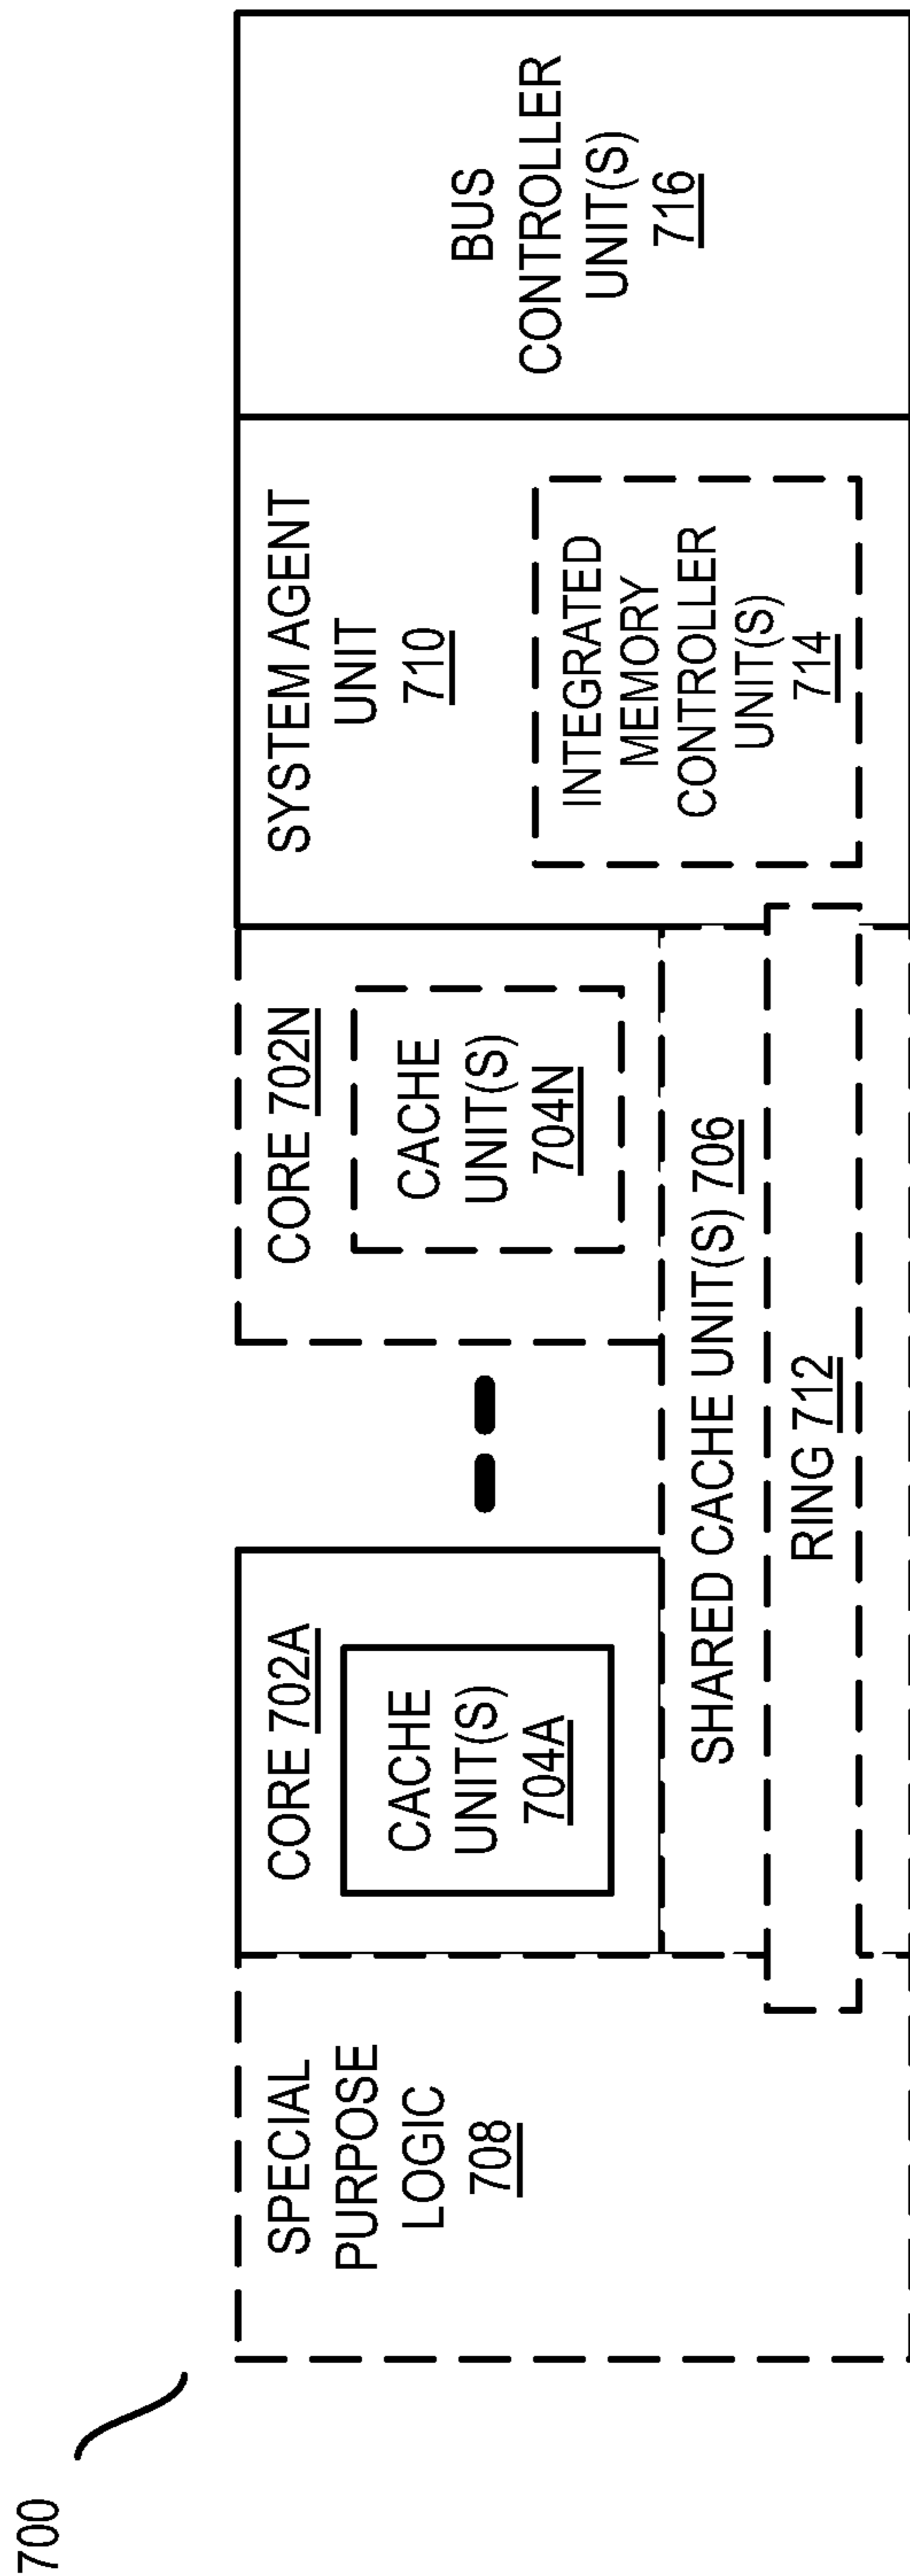 700
SPECIAL
PURPOSE
LOGIC
708
CORE 702A
CACHE
UNIT(S)
704A
CORE 702N
CACHE
UNIT(S)
704N
SHARED CACHE UNIT(S) 706
RING 712
SYSTEM AGENT
UNIT
710
INTEGRATED
MEMORY
CONTROLLER
UNIT(S)
714
BUS
CONTROLLER
UNIT(S)
716